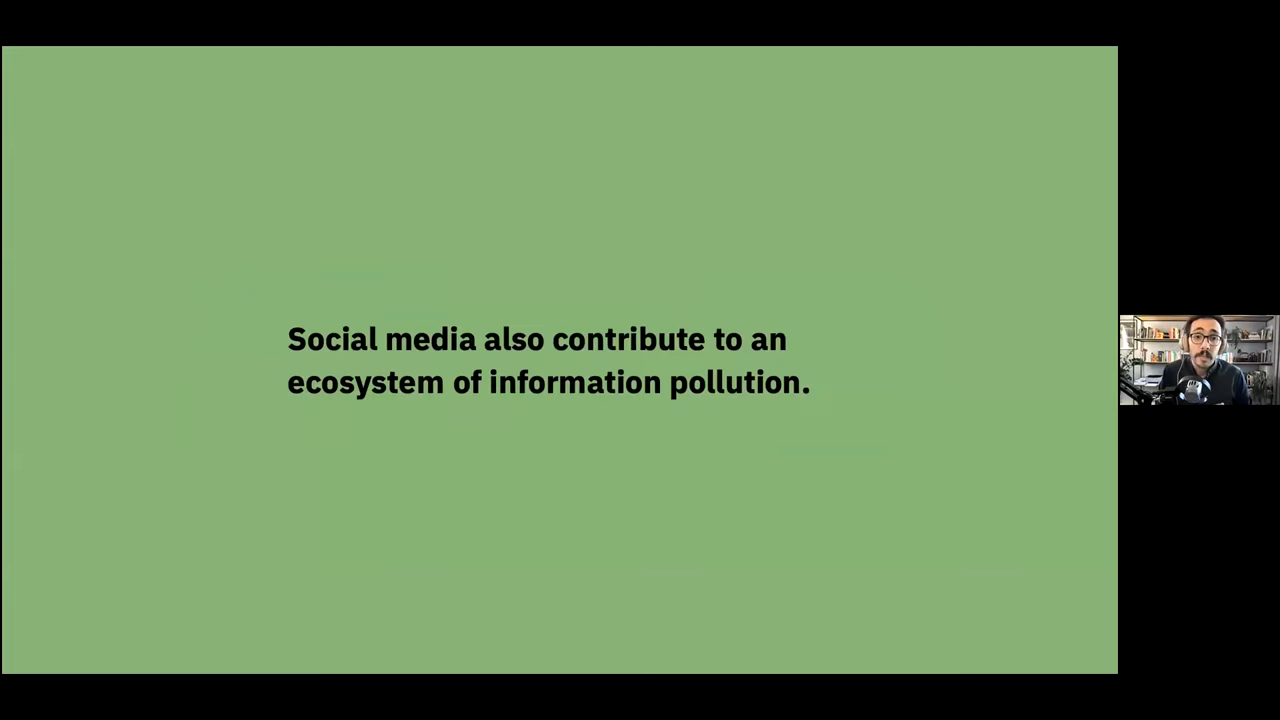 Social media also contribute to an
ecosystem of information pollution.